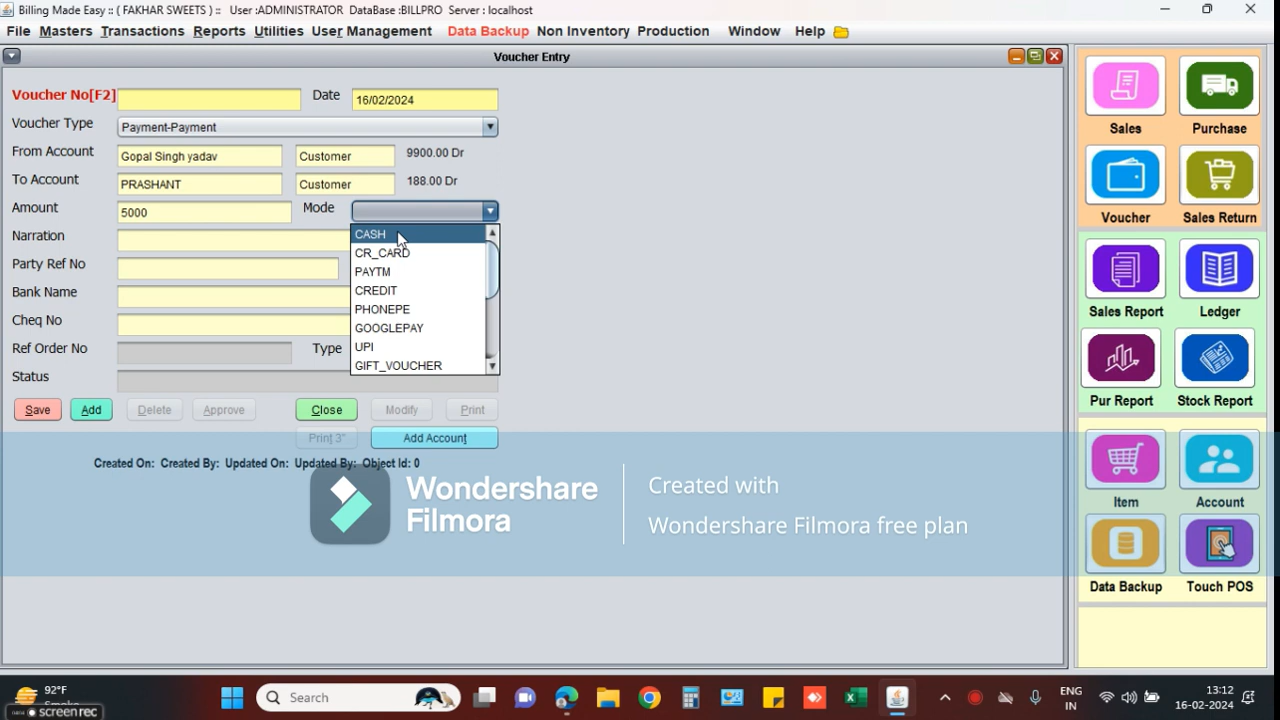 Billing Made Easy :: ( FAKHAR SWEETS ) :: User :ADMINISTRATOR DataBase :BILLPRO Server : localhost
File Masters Transactions Reports Utilities User Management Data Backup Non Inventory Production Window Help
Voucher Entry
Voucher No[F2] Date 16/02/2024
Voucher Type Payment-Payment
From Account Gopal Singh yadav Customer 9900.00 Dr
To Account PRASHANT Customer 188.00 Dr
Amount 5000 Mode
Narration
Party Ref No
Bank Name
Cheq No
Ref Order No Type
Status
CASH
CR_CARD
PAYTM
CREDIT
PHONEPE
GOOGLEPAY
UPI
GIFT_VOUCHER
Save Add Delete Approve Close Modify Print
Print 3" Add Account
Created On: Created By: Updated On: Updated By: Object Id: 0
Wondershare
Filmora
Created with
Wondershare Filmora free plan
Sales Purchase
Voucher Sales Return
Sales Report Ledger
Pur Report Stock Report
Item Account
Data Backup Touch POS
92°F
Smoke
screenrec
Search
ENG
IN
13:12
16-02-2024